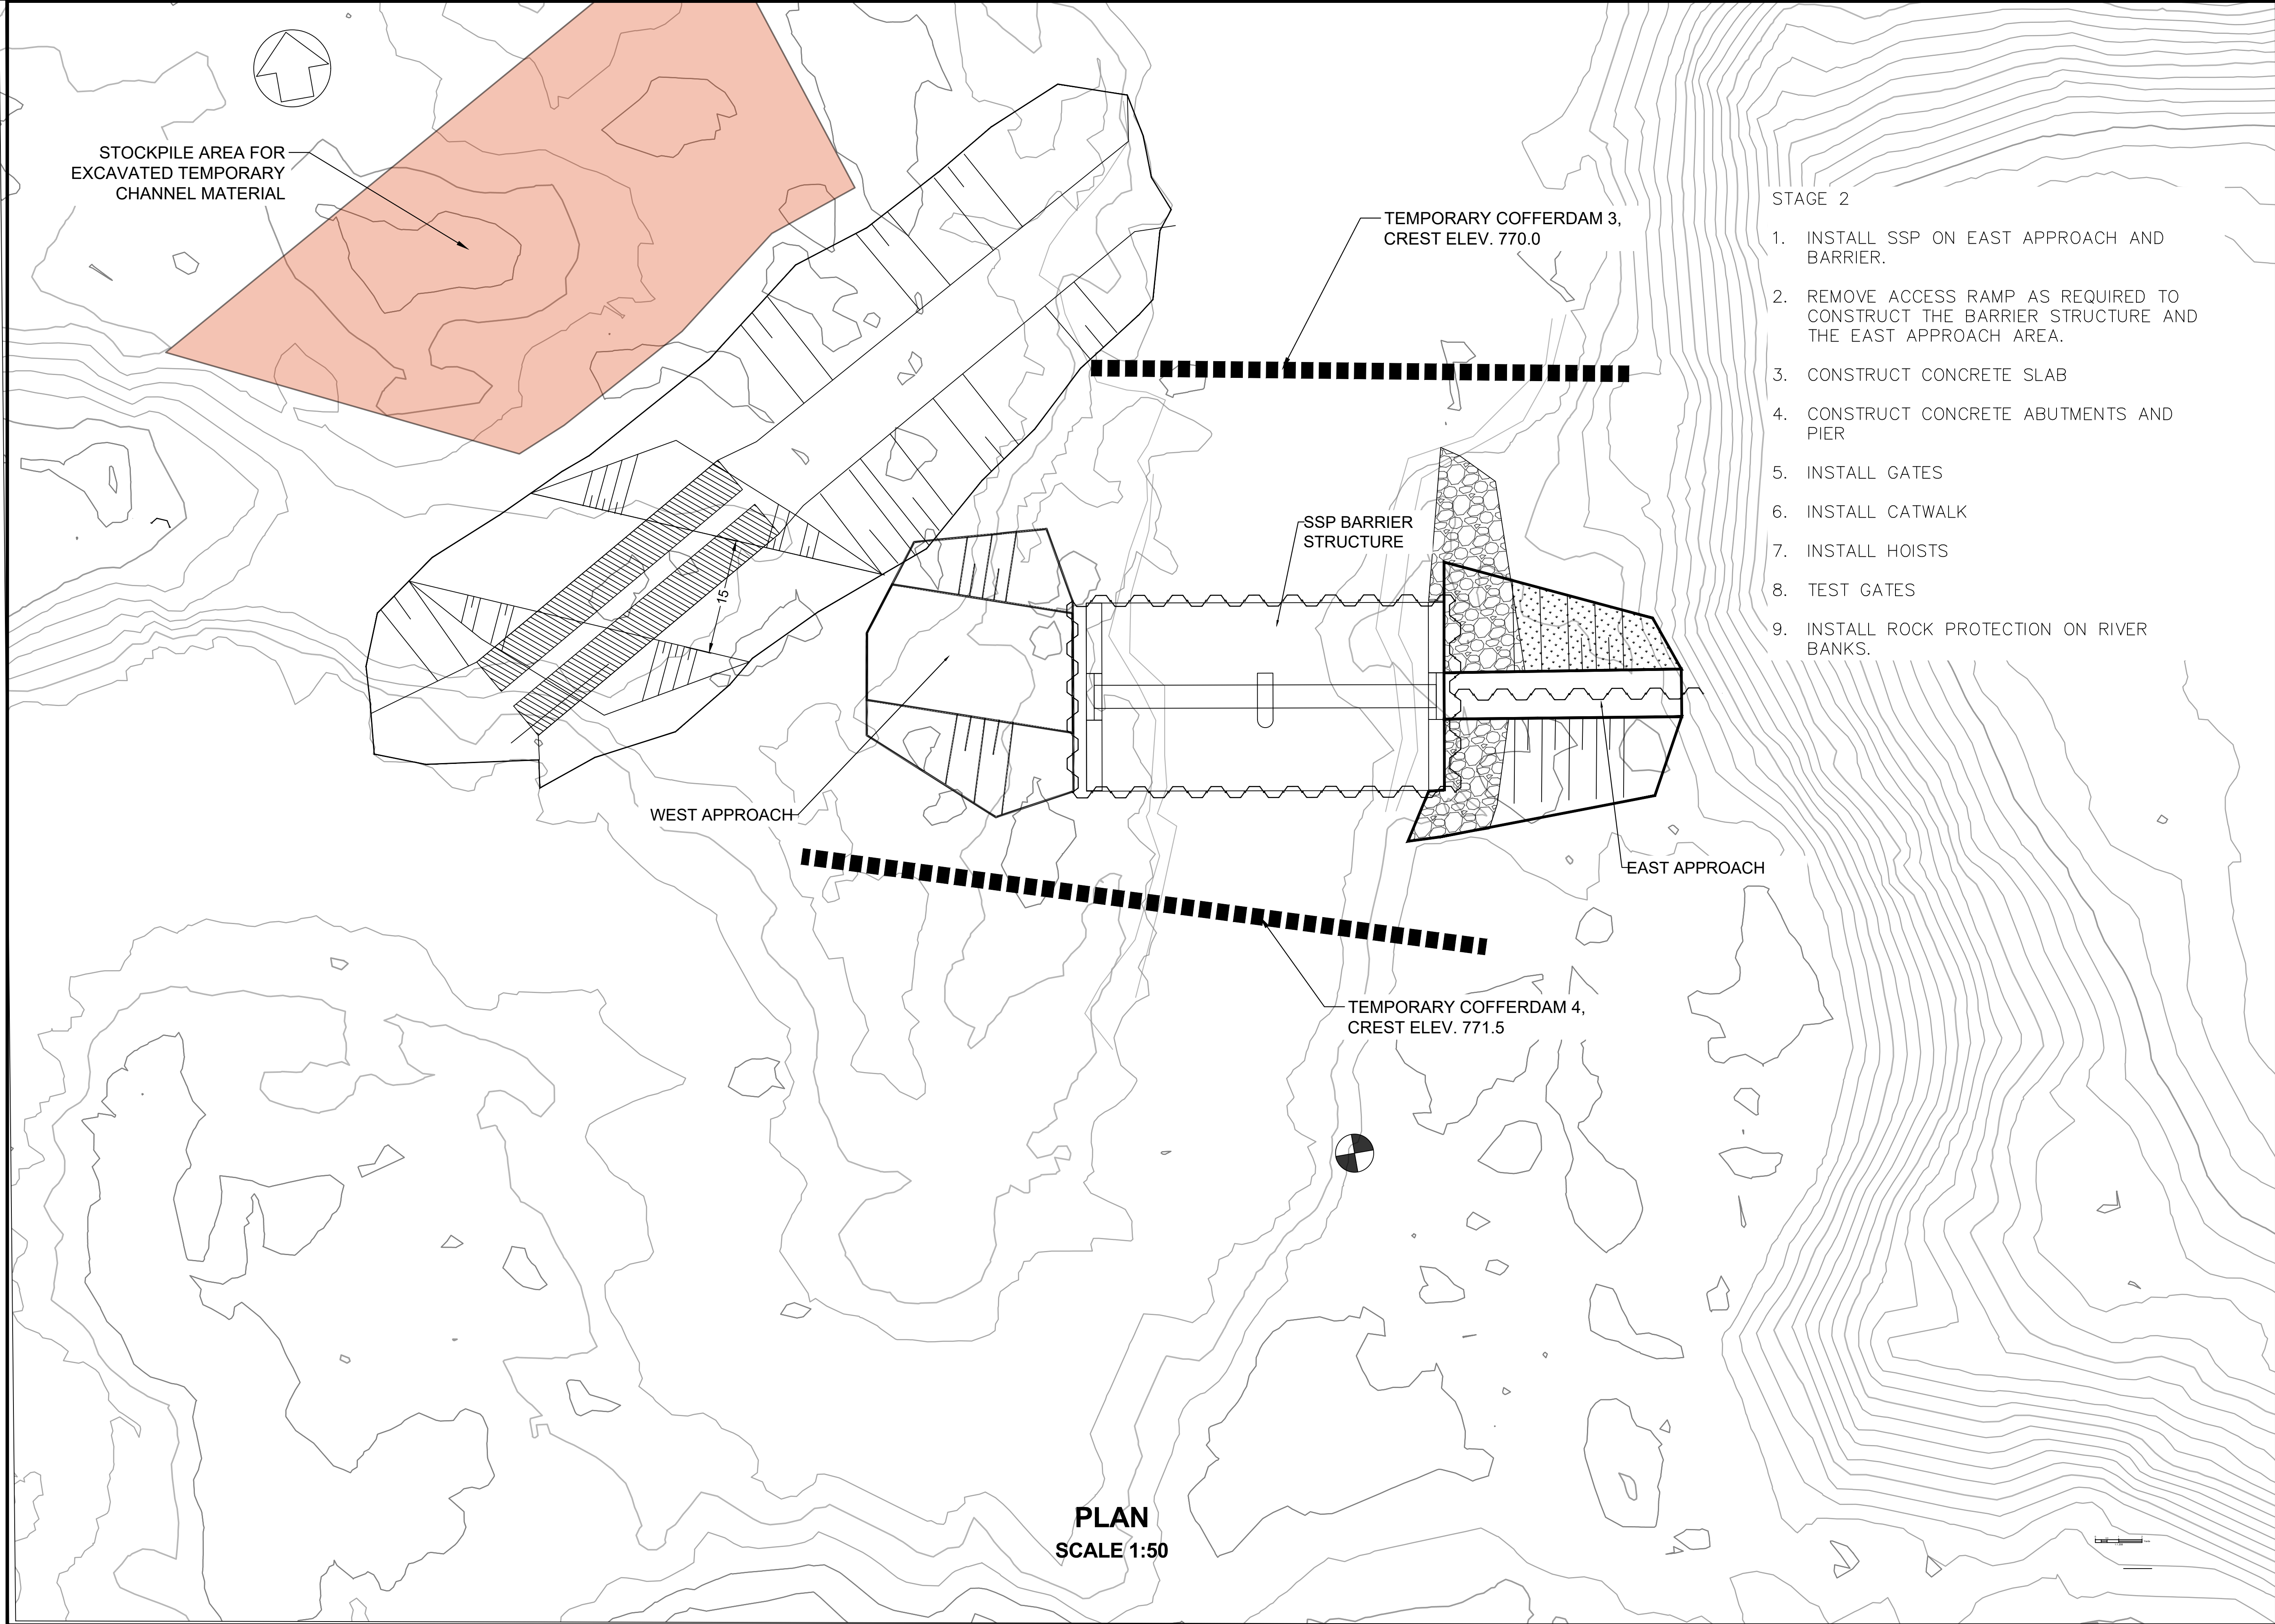 STOCKPILE AREA FOR
EXCAVATED TEMPORARY
CHANNEL MATERIAL
TEMPORARY COFFERDAM 3,
CREST ELEV. 770.0
STAGE 2
1. INSTALL SSP ON EAST APPROACH AND
BARRIER.
2. REMOVE ACCESS RAMP AS REQUIRED TO
CONSTRUCT THE BARRIER STRUCTURE AND
THE EAST APPROACH AREA.
3. CONSTRUCT CONCRETE SLAB
4. CONSTRUCT CONCRETE ABUTMENTS AND
PIER
5. INSTALL GATES
6. INSTALL CATWALK
7. INSTALL HOISTS
8. TEST GATES
9. INSTALL ROCK PROTECTION ON RIVER
BANKS.
SSP BARRIER
STRUCTURE
15
WEST APPROACH
EAST APPROACH
TEMPORARY COFFERDAM 4,
CREST ELEV. 771.5
PLAN
SCALE 1:50